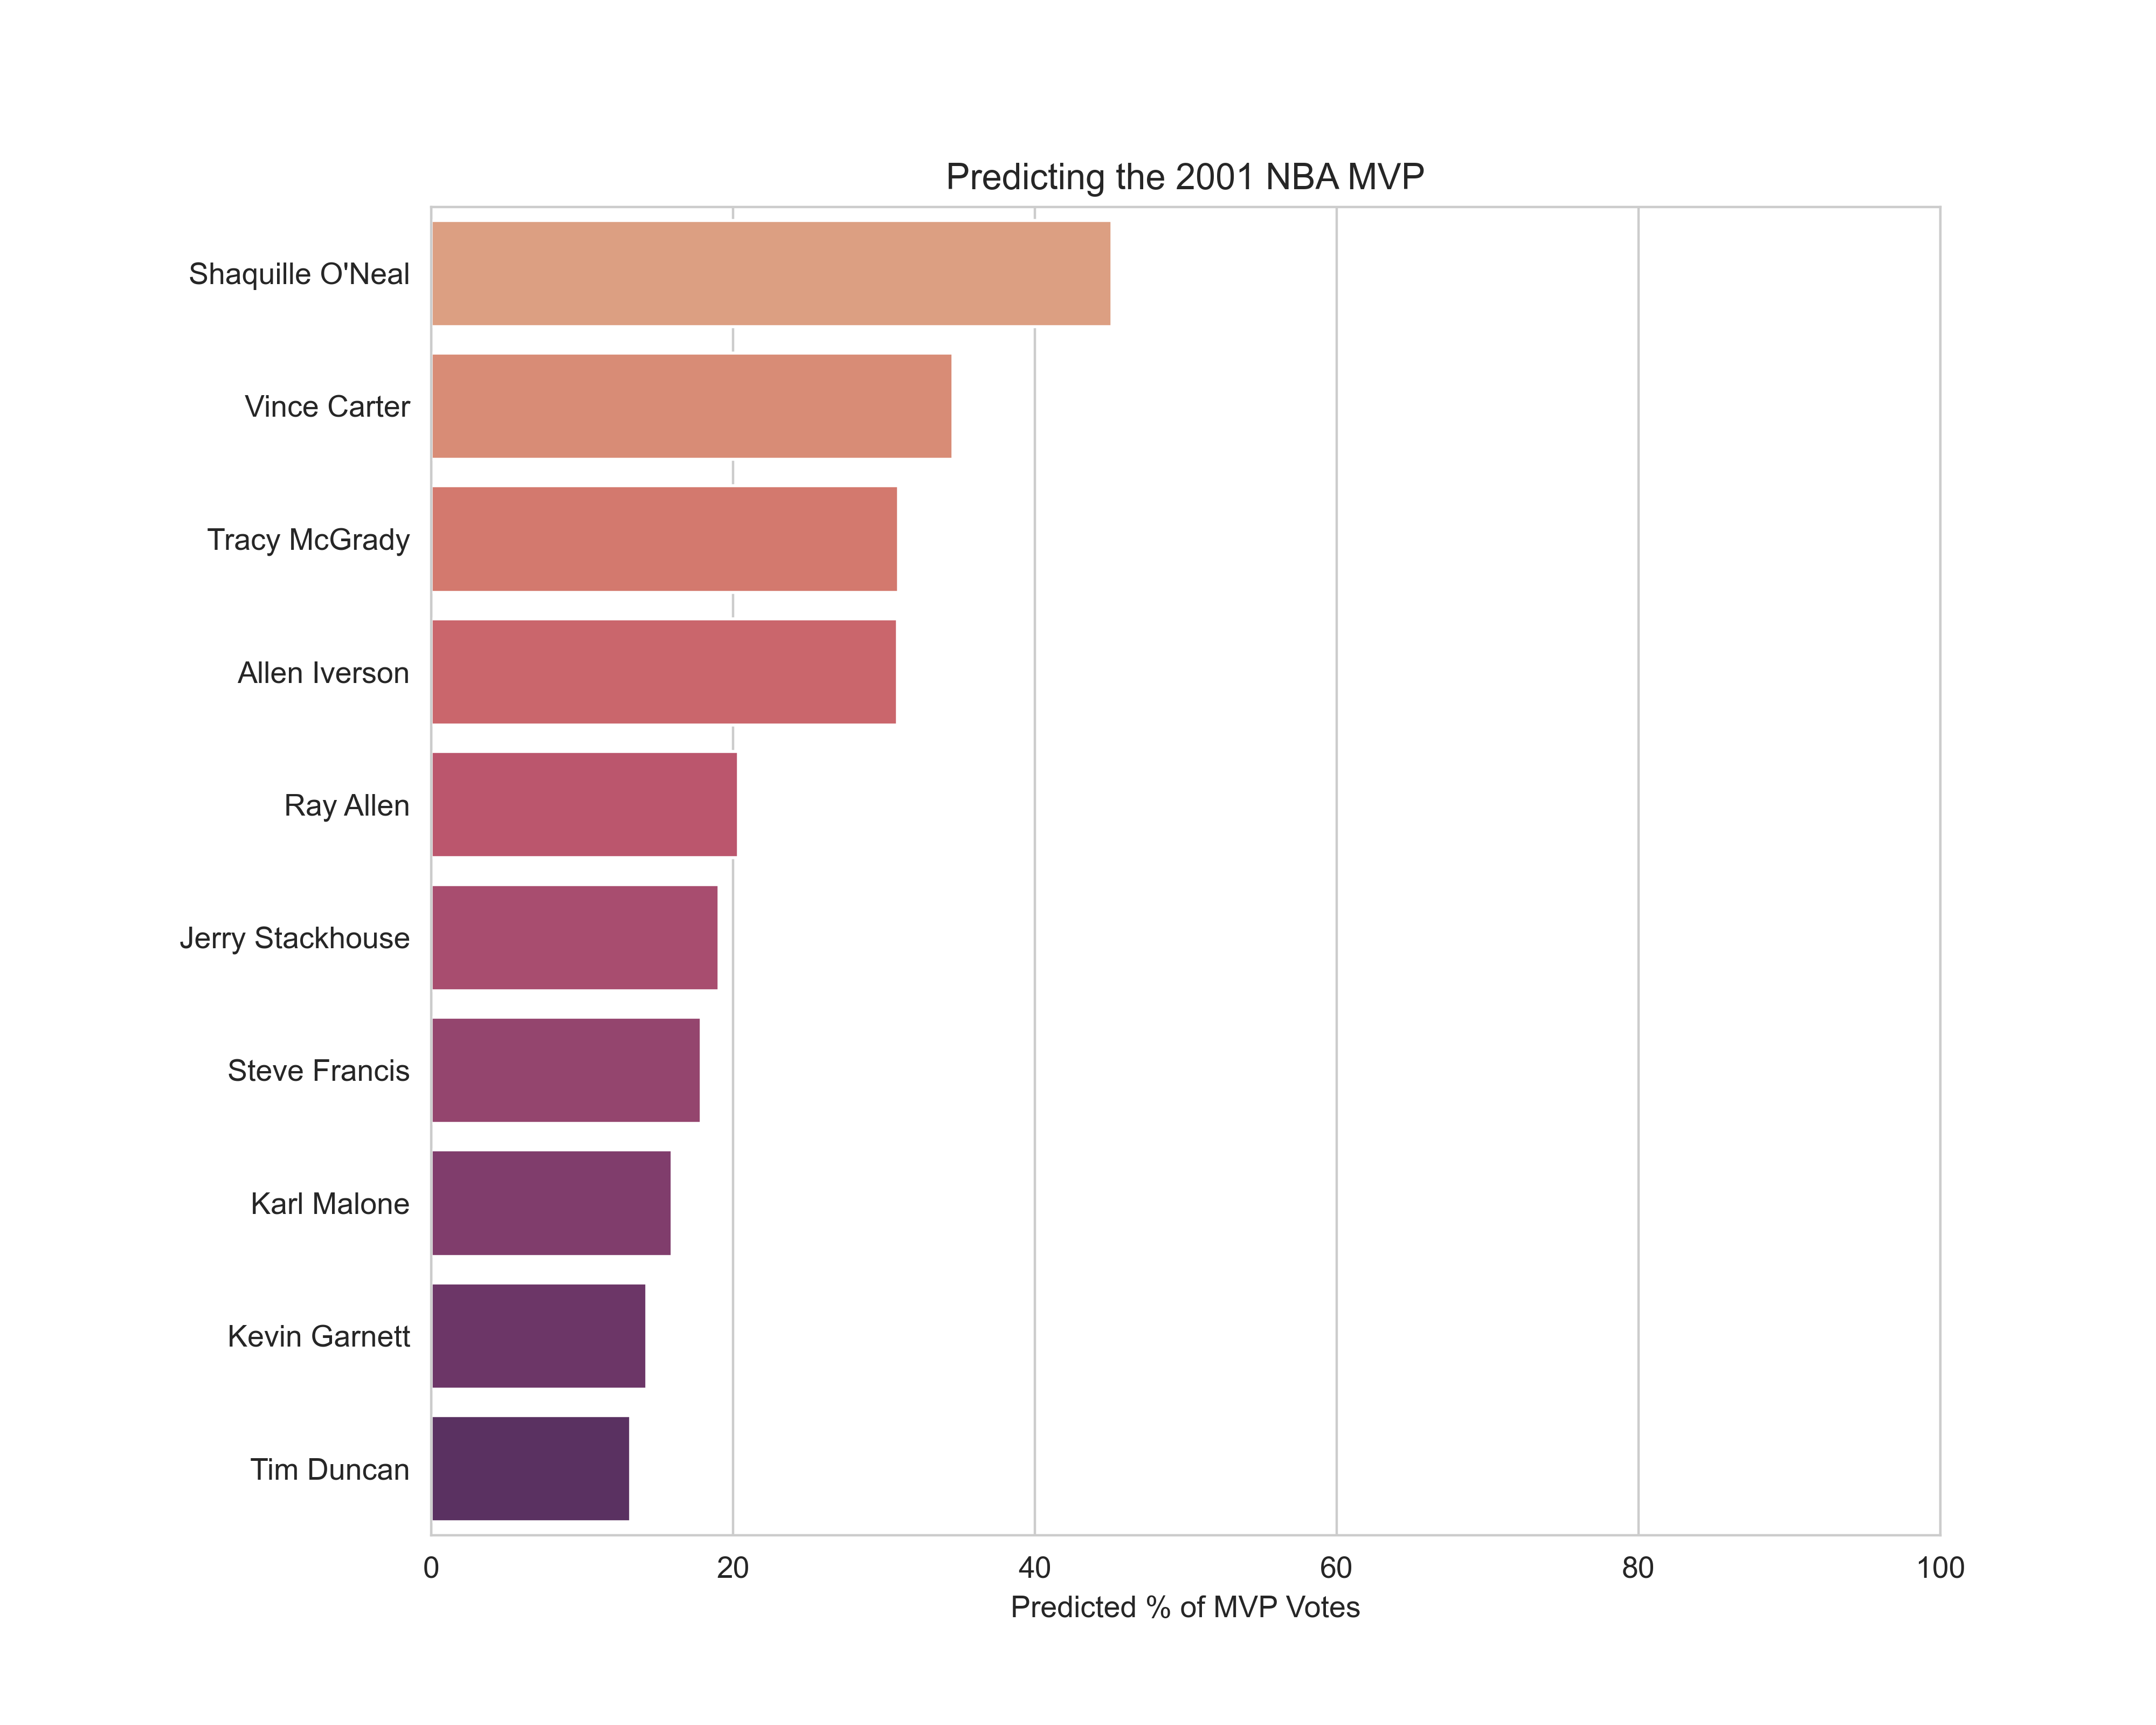 Predicting the 2001 NBA MVP
Shaquille O'Neal
Vince Carter
Tracy McGrady
Allen Iverson
Ray Allen
Jerry Stackhouse
Steve Francis
Karl Malone
Kevin Garnett
Tim Duncan
0 20 40 60 80 100
Predicted % of MVP Votes